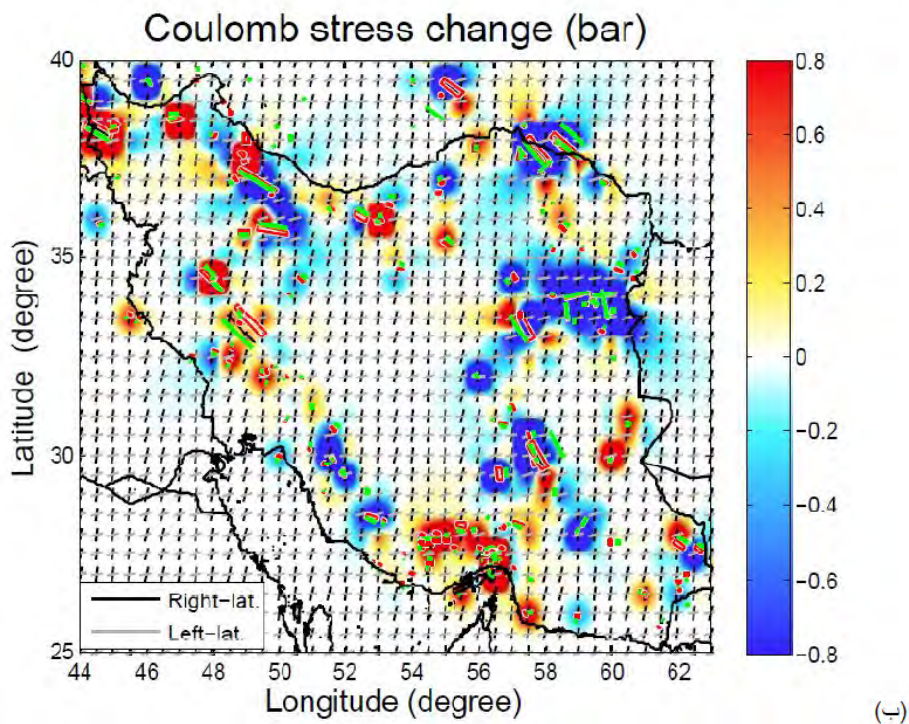 Coulomb stress change (bar)
40
35
30
25
Latitude (degree)
44 46 48 50 52 54 56 58 60 62
Longitude (degree)
Right-lat.
Left-lat.
0.8
0.6
0.4
0.2
0
-0.2
-0.4
-0.6
-0.8
(ب)